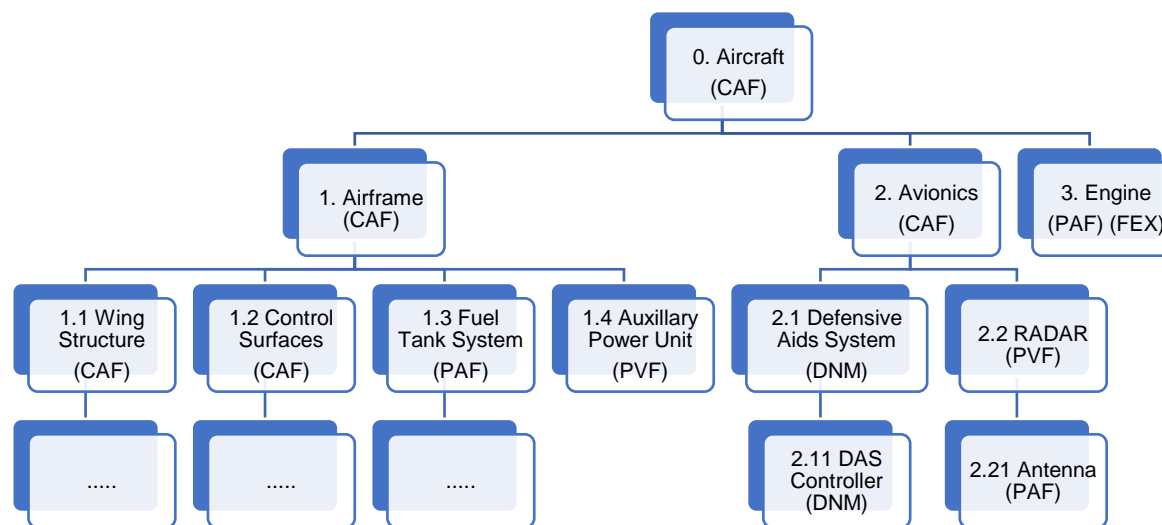 0. Aircraft
(CAF)
1. Airframe
(CAF)
2. Avionics
(CAF)
3. Engine
(PAF) (FEX)
1.1 Wing
Structure
(CAF)
1.2 Control
Surfaces
(CAF)
1.3 Fuel
Tank System
(PAF)
1.4 Auxillary
Power Unit
(PVF)
2.1 Defensive
Aids System
(DNM)
2.2 RADAR
(PVF)
.....
.....
.....
2.11 DAS
Controller
(DNM)
2.21 Antenna
(PAF)